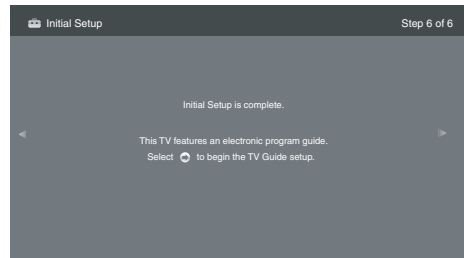 Initial Setup
Step 6 of 6
Initial Setup is complete.
This TV features an electronic program guide.
Select to begin the TV Guide setup.